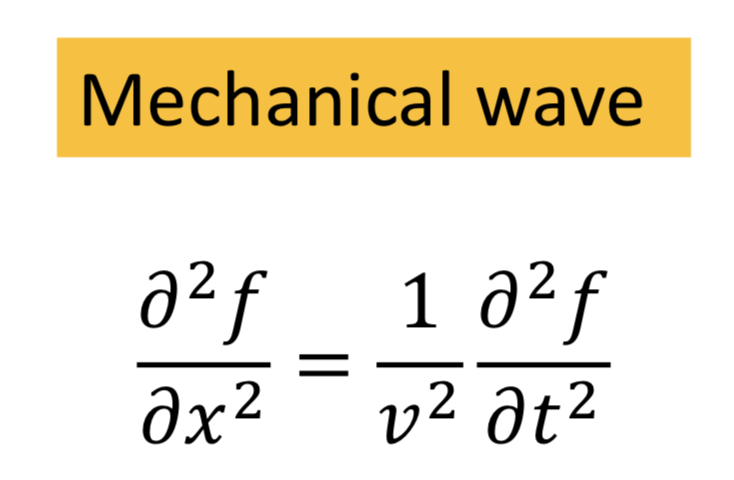 Mechanical wave
∂²f/∂x² = 1/v² ∂²f/∂t²